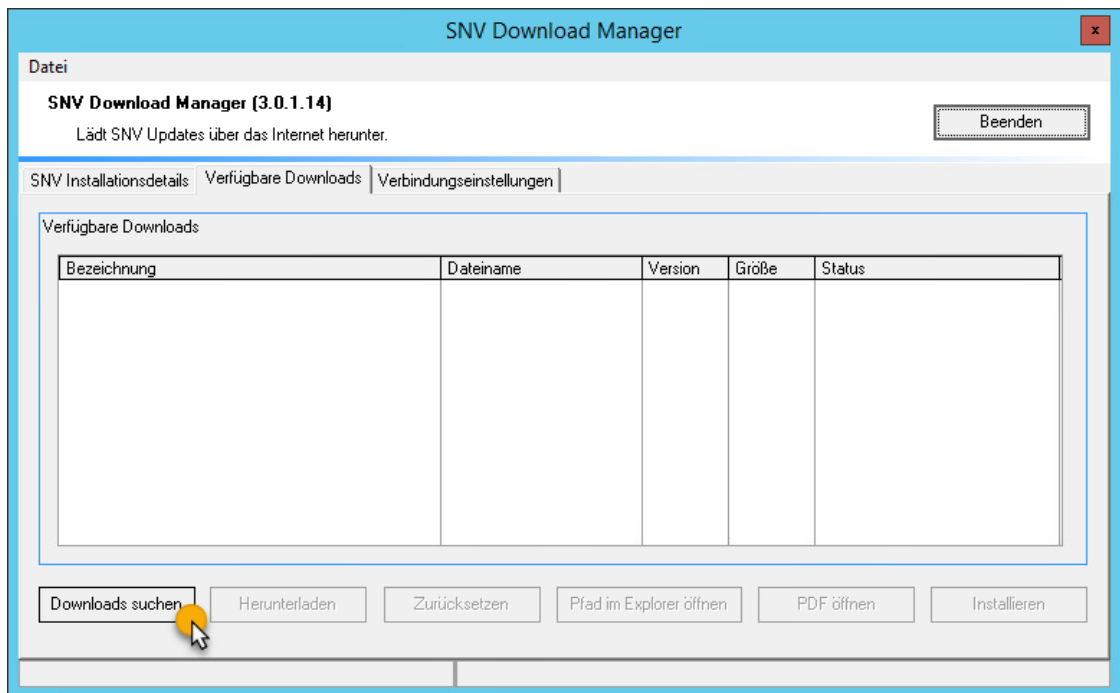 SNV Download Manager
x
Datei
SNV Download Manager (3.0.1.14)
Lädt SNV Updates über das Internet herunter.
Beenden
SNV Installationsdetails Verfügbare Downloads Verbindungseinstellungen
Verfügbare Downloads
Bezeichnung Dateiname Version Größe Status
Downloads suchen Herunterladen Zurücksetzen Pfad im Explorer öffnen PDF öffnen Installieren